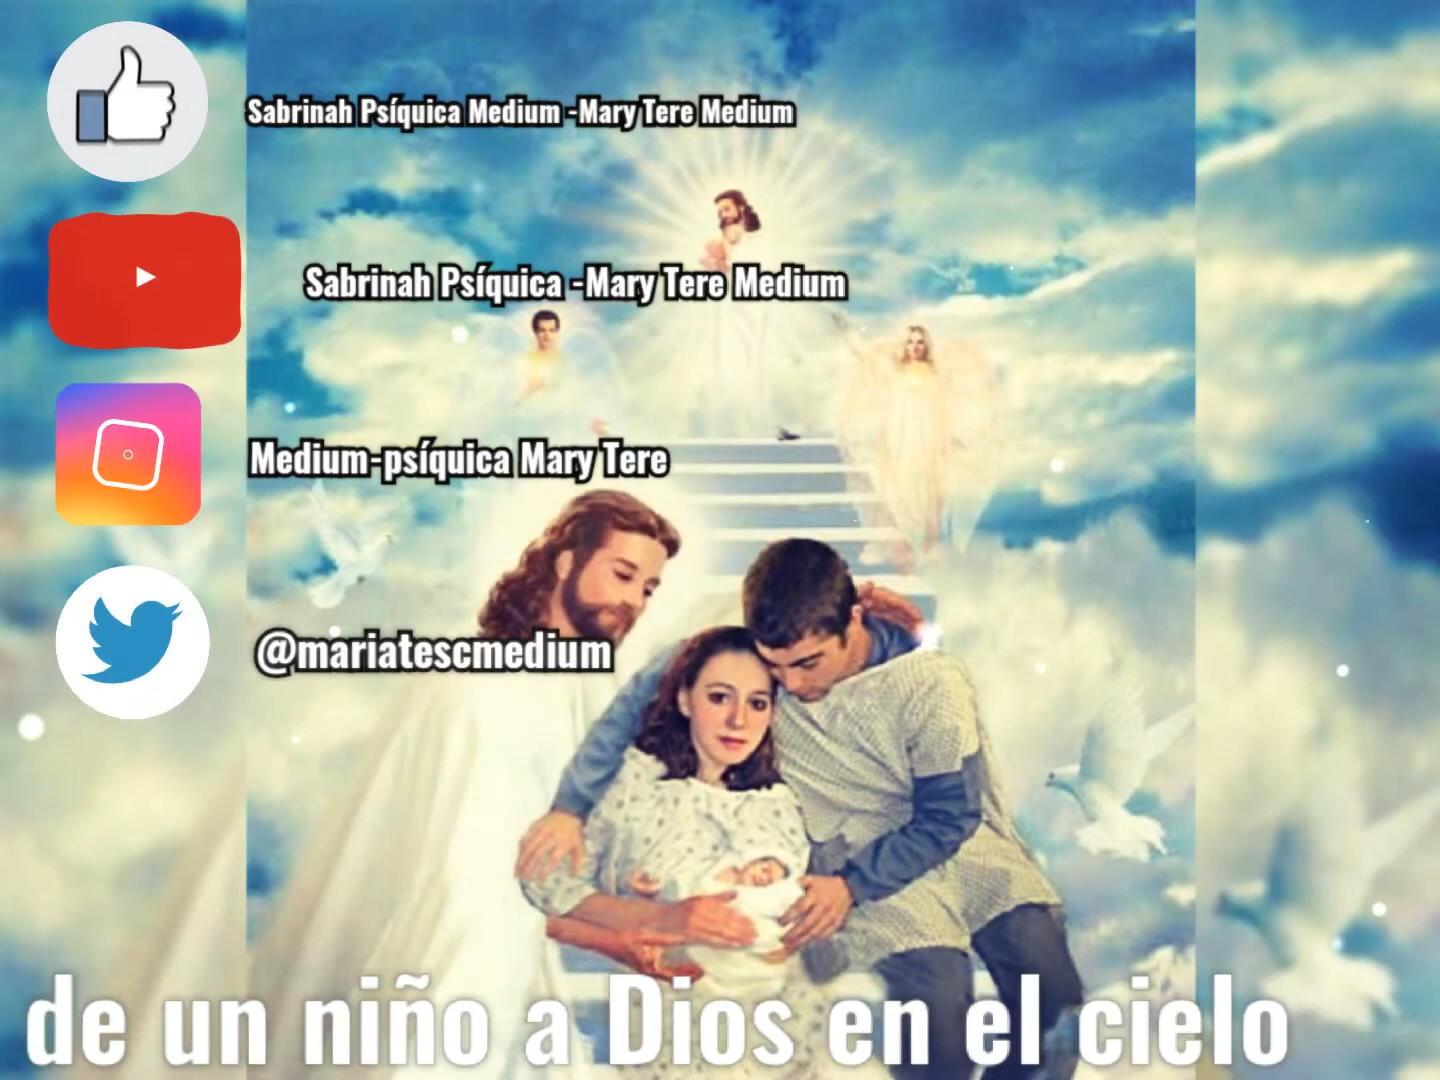 Sabrinah Psíquica Medium -Mary Tere Medium
Sabrinah Psíquica -Mary Tere Medium
Medium-psíquica Mary Tere
@mariatescmedium
de un niño a Dios en el cielo